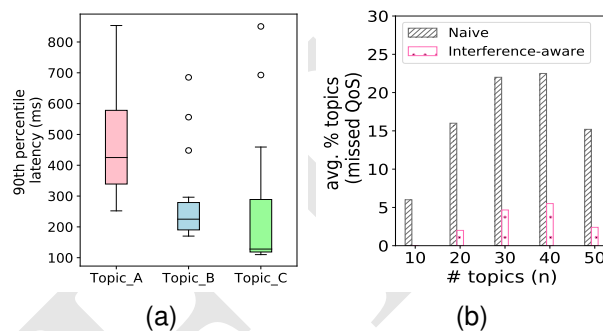 90th percentile
latency (ms)
800
700
600
500
400
300
200
100
Topic_A Topic_B Topic_C
(a)
avg. % topics
(missed QoS)
30
25
20
15
10
5
0
Naive
Interference-aware
10 20 30 40 50
# topics (n)
(b)